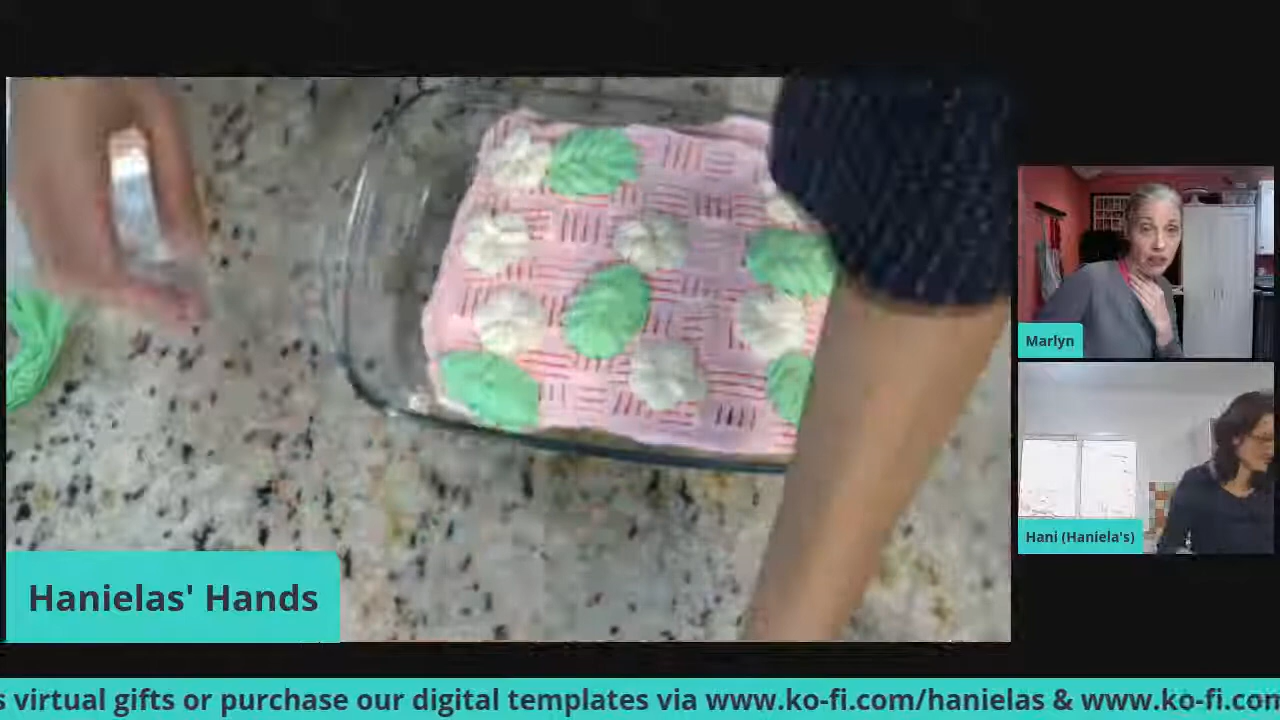 Marlyn
Hani (Haniela's)
Hanielas' Hands
s virtual gifts or purchase our digital templates via www.ko-fi.com/hanielas & www.ko-fi.con